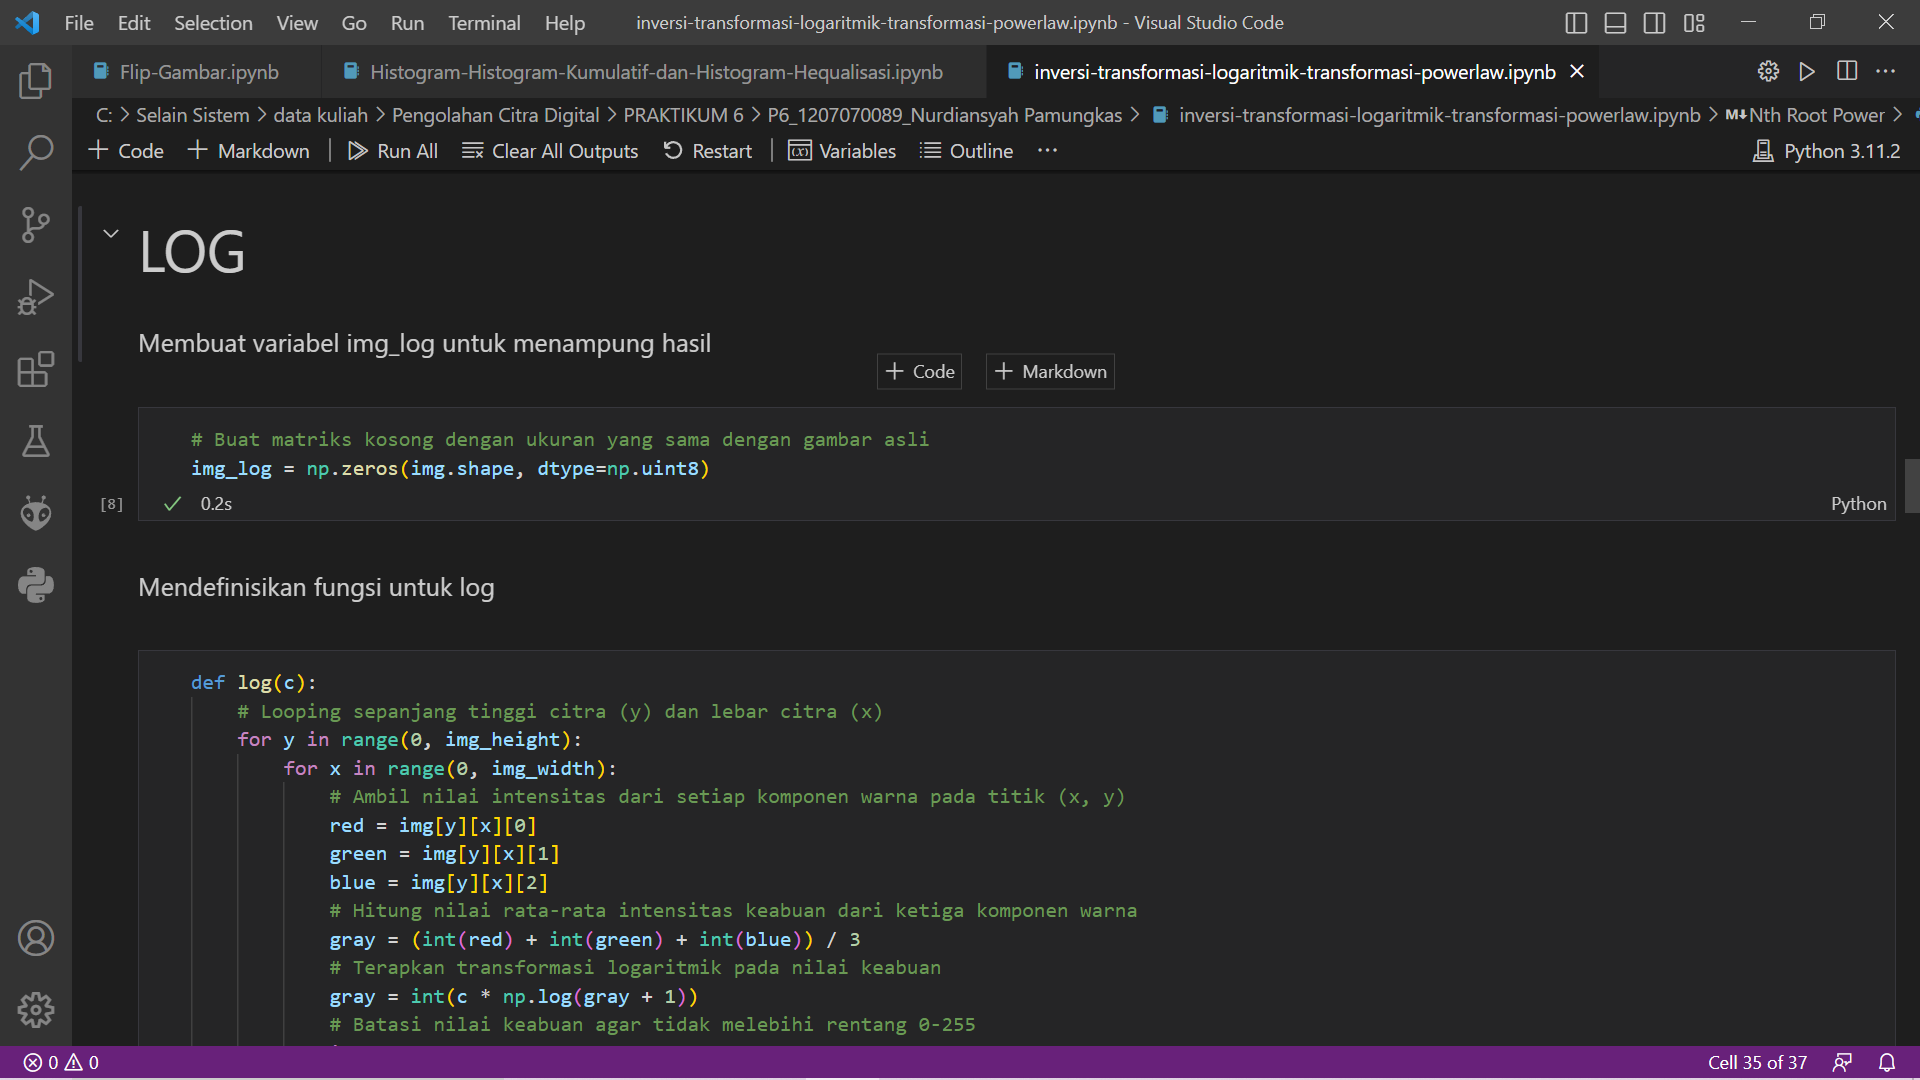 File Edit Selection View Go Run Terminal Help inversi-transformasi-logaritmik-transformasi-powerlaw.ipynb - Visual Studio Code
Flip-Gambar.ipynb Histogram-Histogram-Kumulatif-dan-Histogram-Hequalisasi.ipynb inversi-transformasi-logaritmik-transformasi-powerlaw.ipynb
C: > Selain Sistem > data kuliah > Pengolahan Citra Digital > PRAKTIKUM 6 > P6_1207070089_Nurdiansyah Pamungkas > inversi-transformasi-logaritmik-transformasi-powerlaw.ipynb > M↓Nth Root Power >
+ Code + Markdown | Run All Clear All Outputs Restart | Variables Outline ... Python 3.11.2
LOG
Membuat variabel img_log untuk menampung hasil
+ Code + Markdown
# Buat matriks kosong dengan ukuran yang sama dengan gambar asli
img_log = np.zeros(img.shape, dtype=np.uint8)
[8] ✓ 0.2s Python
Mendefinisikan fungsi untuk log
def log(c):
    # Looping sepanjang tinggi citra (y) dan lebar citra (x)
    for y in range(0, img_height):
        for x in range(0, img_width):
            # Ambil nilai intensitas dari setiap komponen warna pada titik (x, y)
            red = img[y][x][0]
            green = img[y][x][1]
            blue = img[y][x][2]
            # Hitung nilai rata-rata intensitas keabuan dari ketiga komponen warna
            gray = (int(red) + int(green) + int(blue)) / 3
            # Terapkan transformasi logaritmik pada nilai keabuan
            gray = int(c * np.log(gray + 1))
            # Batasi nilai keabuan agar tidak melebihi rentang 0-255
0 0 Cell 35 of 37